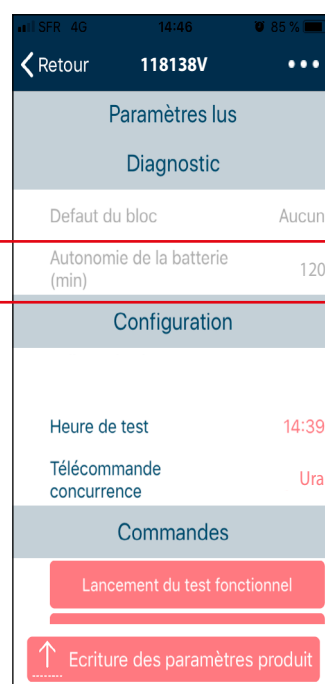 SFR 4G 14:46 85 %
Retour 118138V
Paramètres lus
Diagnostic
Defaut du bloc Aucun
Autonomie de la batterie
(min) 120
Configuration
Heure de test 14:39
Télécommande
concurrence Ura
Commandes
Lancement du test fonctionnel
Ecriture des paramètres produit